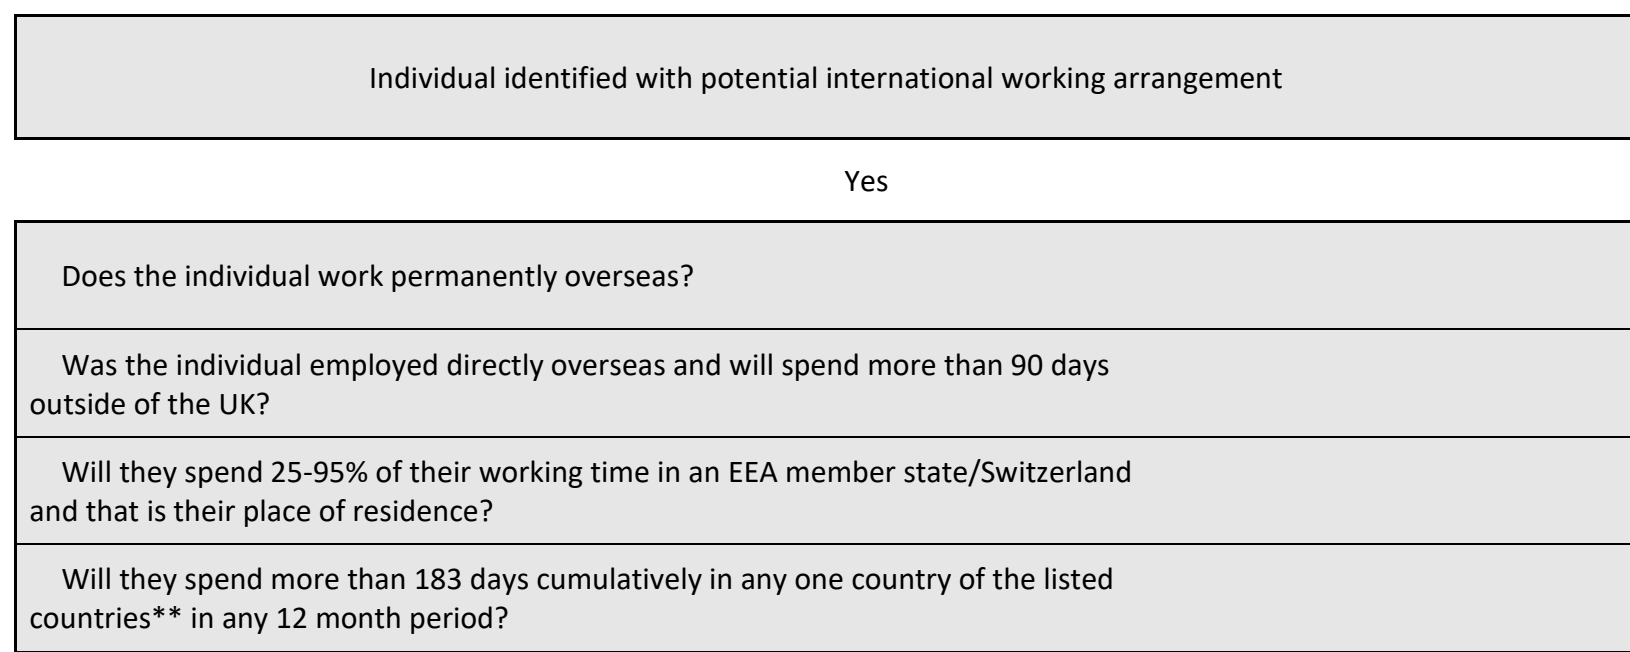 Individual identified with potential international working arrangement
Yes
Does the individual work permanently overseas?
Was the individual employed directly overseas and will spend more than 90 days
outside of the UK?
Will they spend 25-95% of their working time in an EEA member state/Switzerland
and that is their place of residence?
Will they spend more than 183 days cumulatively in any one country of the listed
countries** in any 12 month period?